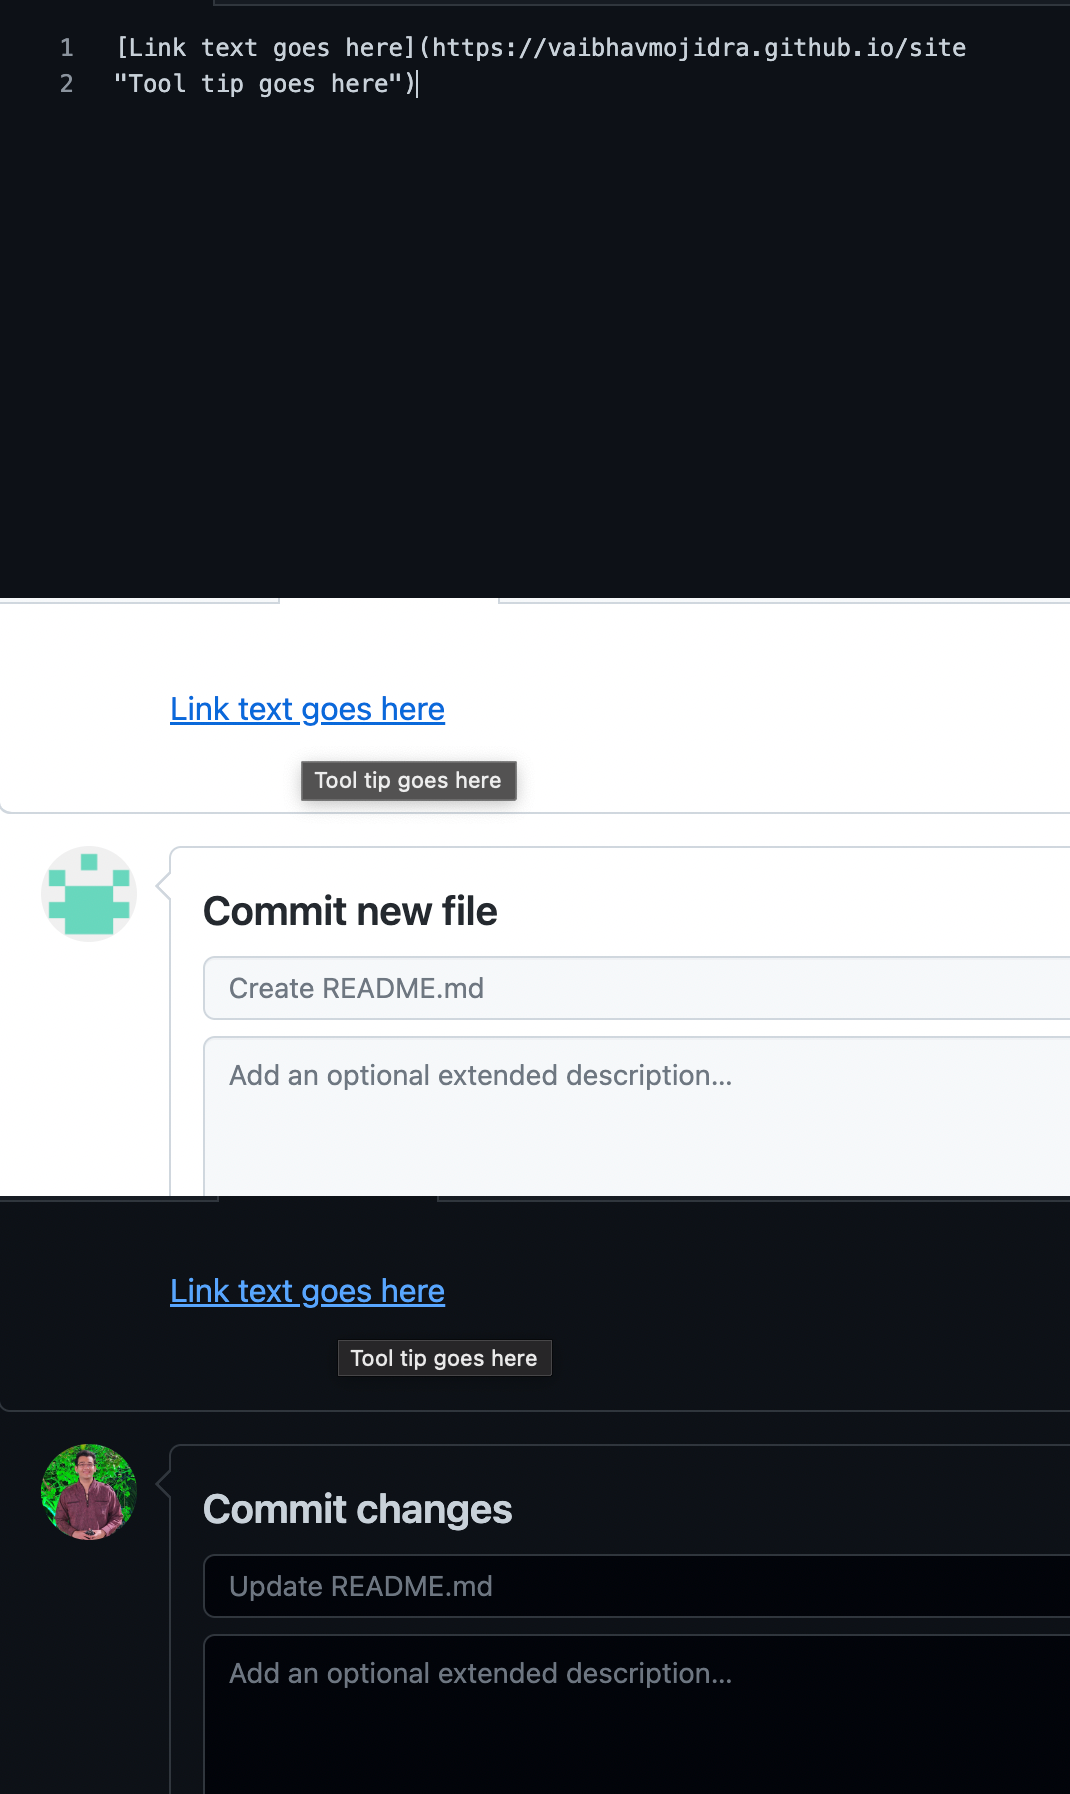 1 [Link text goes here](https://vaibhavmojidra.github.io/site
2 "Tool tip goes here")
Link text goes here
Tool tip goes here
Commit new file
Create README.md
Add an optional extended description...
Link text goes here
Tool tip goes here
Commit changes
Update README.md
Add an optional extended description...